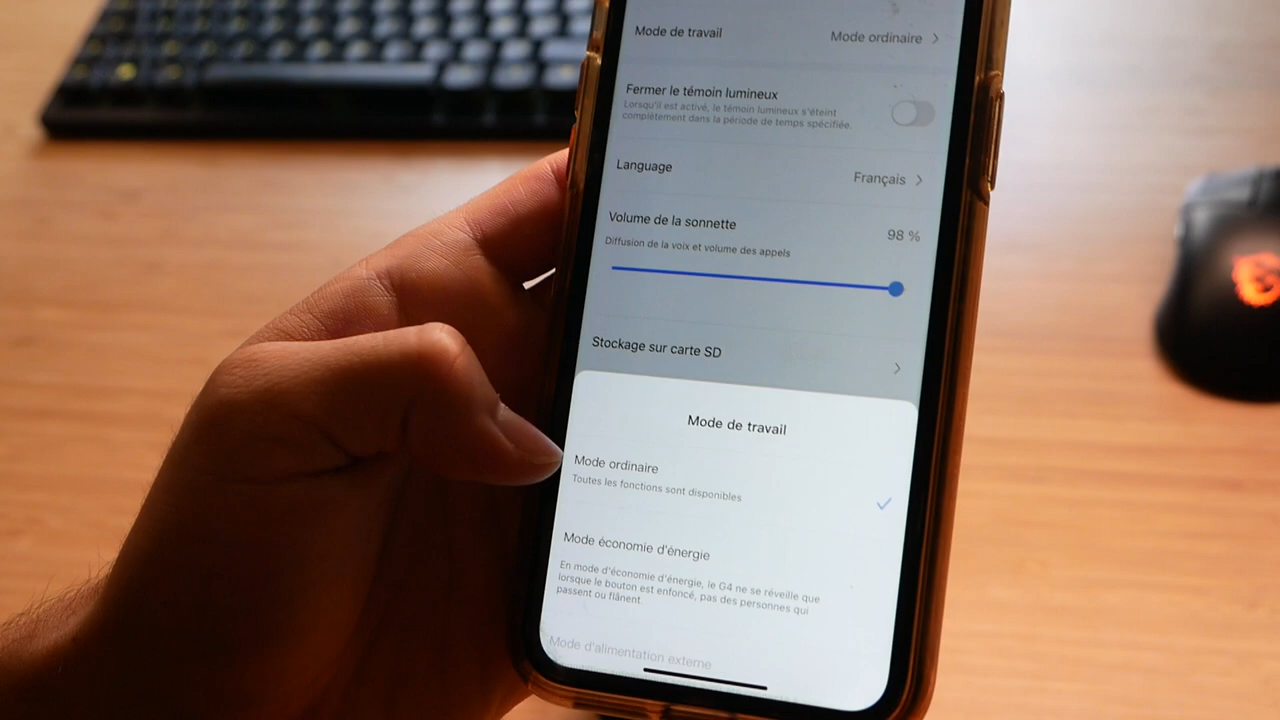 Mode de travail Mode ordinaire
Fermer le témoin lumineux
Lorsqu'il est activé, le témoin lumineux s'éteint
complètement dans la période de temps spécifiée.
Language Français
Volume de la sonnette 98 %
Diffusion de la voix et volume des appels
Stockage sur carte SD
Mode de travail
Mode ordinaire
Toutes les fonctions sont disponibles
Mode économie d'énergie
En mode d'économie d'énergie, le G4 ne se réveille que
lorsque le bouton est enfoncé, pas des personnes qui
passent ou flânent.
Mode d'alimentation externe